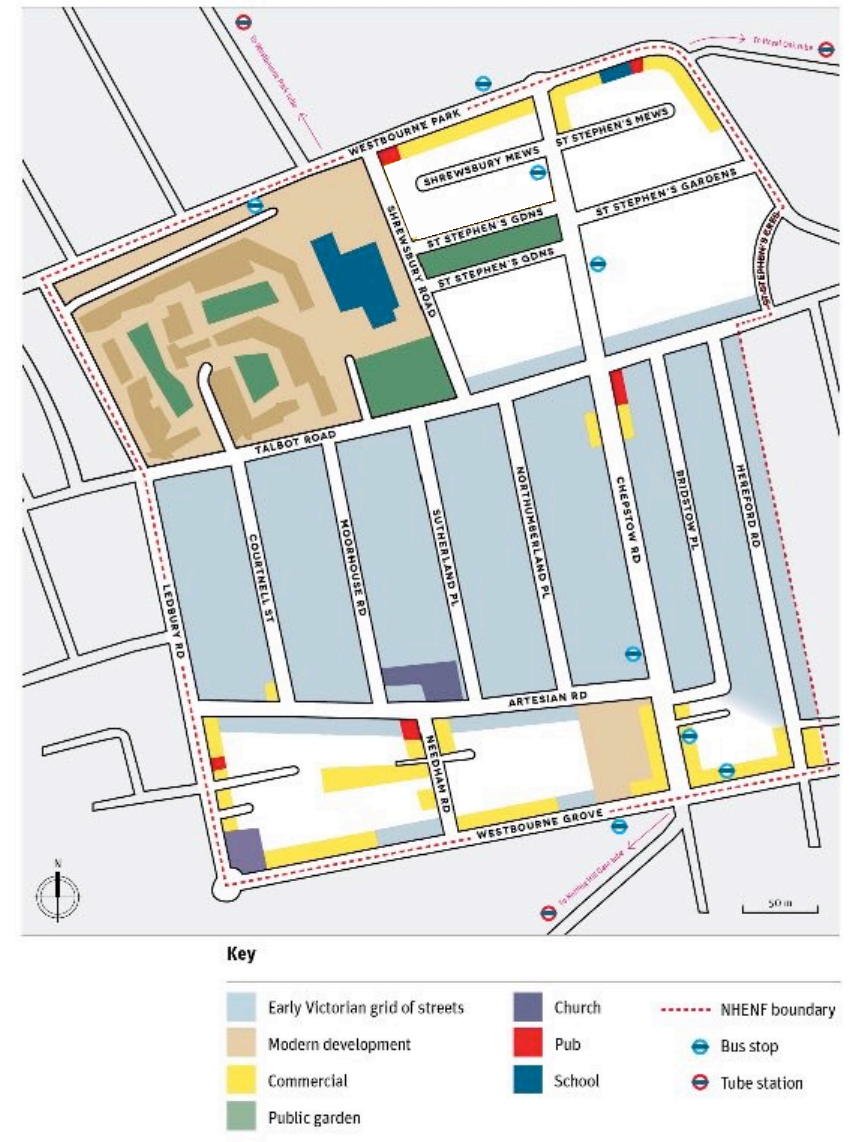 To Westbourne Park tube
To Royal Oak tube
WESTBOURNE PARK
ST STEPHEN'S MEWS
SHREWSBURY MEWS
ST STEPHEN'S GARDENS
SHREWSBURY ROAD
ST STEPHEN'S GDNS
ST STEPHEN'S GDNS
ST STEPHEN'S CRES
TALBOT ROAD
LEDBURY RD
COURTNELL ST
MOORHOUSE RD
SUTHERLAND PL
NORTHUMBERLAND PL
CHEPSTOW RD
BRIDSTOW PL
HEREFORD RD
ARTESIAN RD
NEEDHAM RD
WESTBOURNE GROVE
To Notting Hill Gate tube
N
50 m
Key
Early Victorian grid of streets
Modern development
Commercial
Public garden
Church
Pub
School
NHENF boundary
Bus stop
Tube station